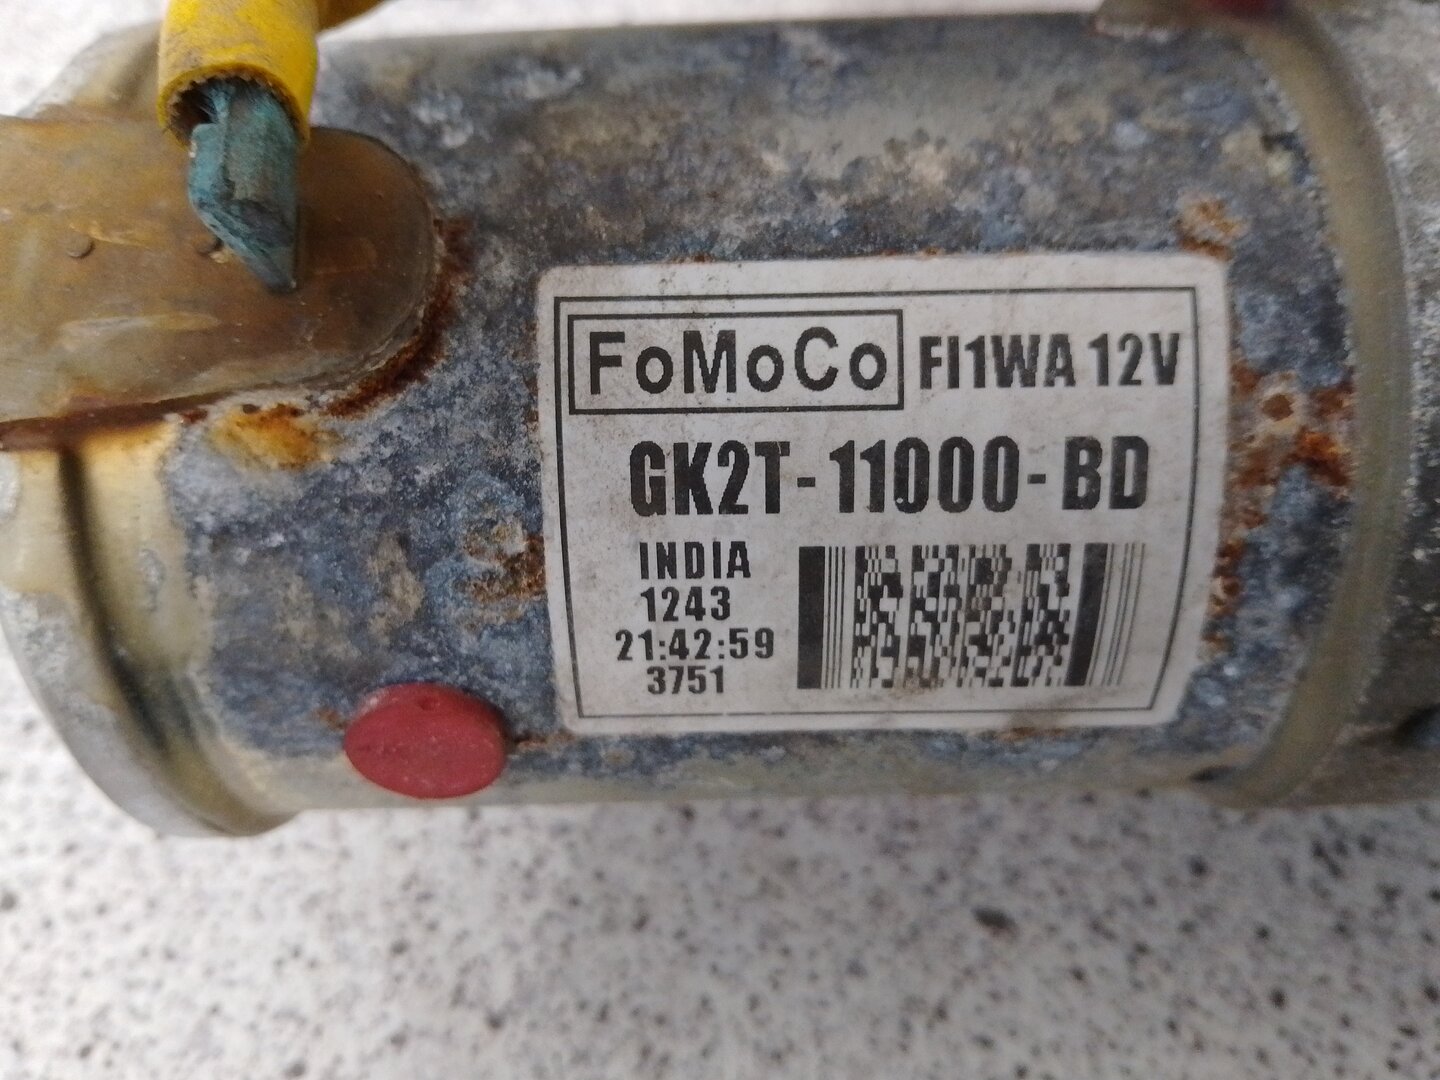 FoMoCo FI1WA 12V
GK2T-11000-BD
INDIA
1243
21:42:59
3751